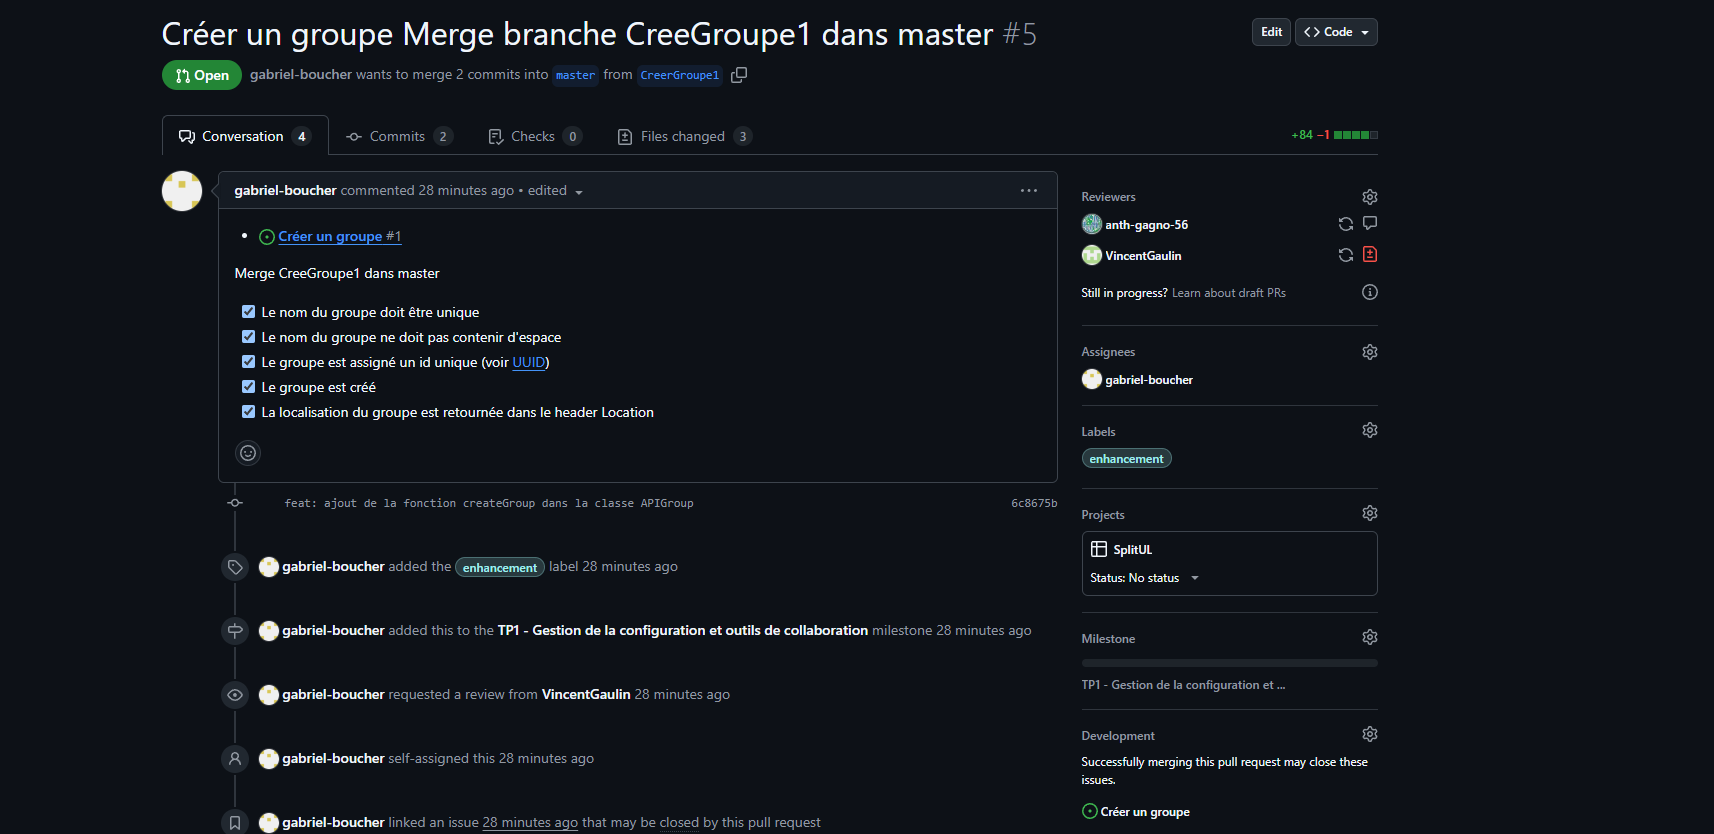 Créer un groupe Merge branche CreeGroupe1 dans master #5
Edit
Code
Open
gabriel-boucher wants to merge 2 commits into master from CreerGroupe1
Conversation 4
Commits 2
Checks 0
Files changed 3
+84 −1
gabriel-boucher commented 28 minutes ago • edited
Créer un groupe #1
Merge CreeGroupe1 dans master
Le nom du groupe doit être unique
Le nom du groupe ne doit pas contenir d'espace
Le groupe est assigné un id unique (voir UUID)
Le groupe est créé
La localisation du groupe est retournée dans le header Location
feat: ajout de la fonction createGroup dans la classe APIGroup 6c8675b
gabriel-boucher added the enhancement label 28 minutes ago
gabriel-boucher added this to the TP1 - Gestion de la configuration et outils de collaboration milestone 28 minutes ago
gabriel-boucher requested a review from VincentGaulin 28 minutes ago
gabriel-boucher self-assigned this 28 minutes ago
gabriel-boucher linked an issue 28 minutes ago that may be closed by this pull request
Reviewers
anth-gagno-56
VincentGaulin
Still in progress? Learn about draft PRs
Assignees
gabriel-boucher
Labels
enhancement
Projects
SplitUL
Status: No status
Milestone
TP1 - Gestion de la configuration et ...
Development
Successfully merging this pull request may close these
issues.
Créer un groupe